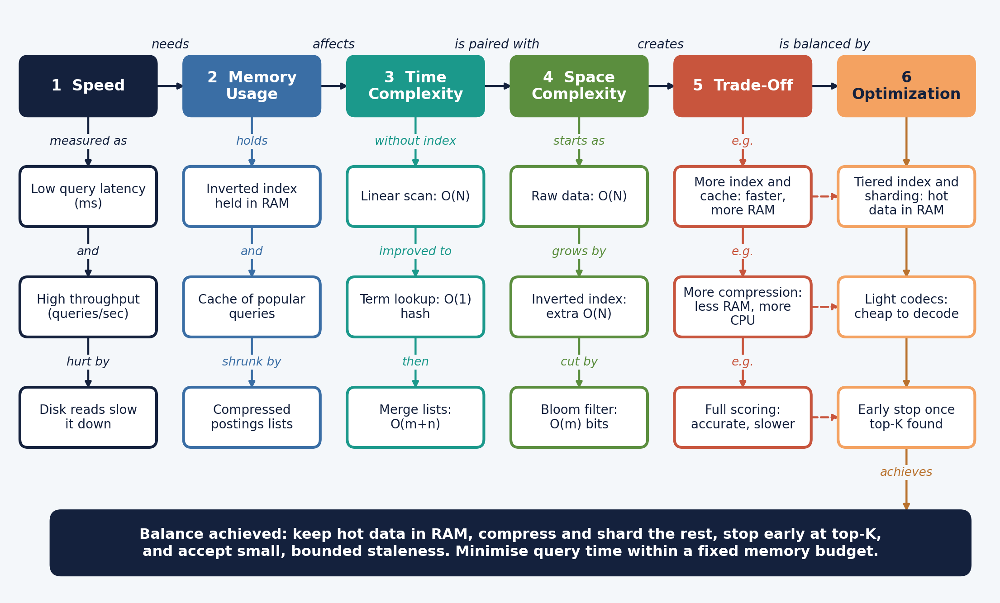 needs
affects
is paired with
creates
is balanced by
1 Speed
2 Memory
Usage
3 Time
Complexity
4 Space
Complexity
5 Trade-Off
6
Optimization
measured as
holds
without index
starts as
e.g.
Low query latency
(ms)
Inverted index
held in RAM
Linear scan: O(N)
Raw data: O(N)
More index and
cache: faster,
more RAM
Tiered index and
sharding: hot
data in RAM
and
and
improved to
grows by
e.g.
High throughput
(queries/sec)
Cache of popular
queries
Term lookup: O(1)
hash
Inverted index:
extra O(N)
More compression:
less RAM, more
CPU
Light codecs:
cheap to decode
hurt by
shrunk by
then
cut by
e.g.
Disk reads slow
it down
Compressed
postings lists
Merge lists:
O(m+n)
Bloom filter:
O(m) bits
Full scoring:
accurate, slower
Early stop once
top-K found
achieves
Balance achieved: keep hot data in RAM, compress and shard the rest, stop early at top-K,
and accept small, bounded staleness. Minimise query time within a fixed memory budget.